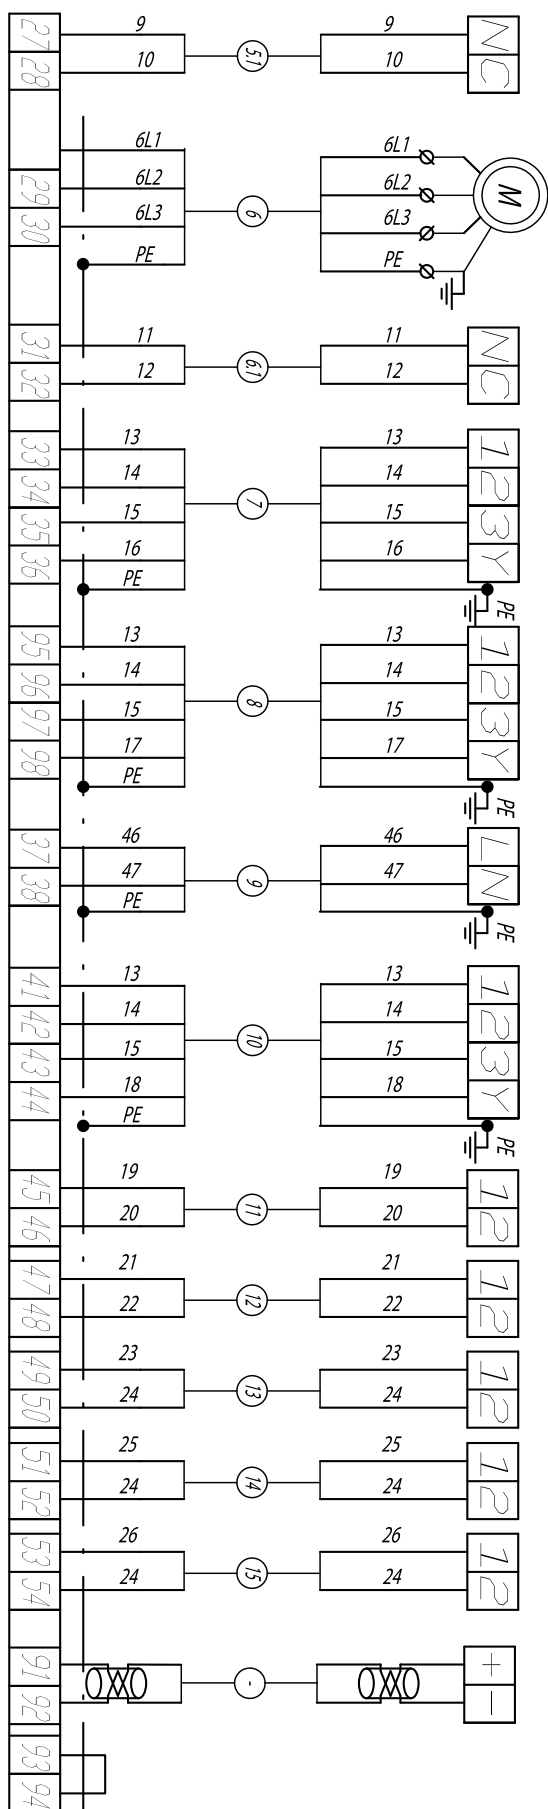 27 9 5.1 9 N
28 10 10 C
6L1 6L1
29 6L2 6 6L2 M
30 6L3 6L3
PE PE
31 11 6.1 11 N
32 12 12 C
33 13 7 13 1
34 14 14 2
35 15 15 3
36 16 16 Y
PE PE
95 13 8 13 1
96 14 14 2
97 15 15 3
98 17 17 Y
PE PE
37 46 9 46 L
38 47 47 N
PE PE
41 13 10 13 1
42 14 14 2
43 15 15 3
44 18 18 Y
PE PE
45 19 11 19 1
46 20 20 2
47 21 12 21 1
48 22 22 2
49 23 13 23 1
50 24 24 2
51 25 14 25 1
52 24 24 2
53 26 15 26 1
54 24 24 2
91 - +
92 −
93
94